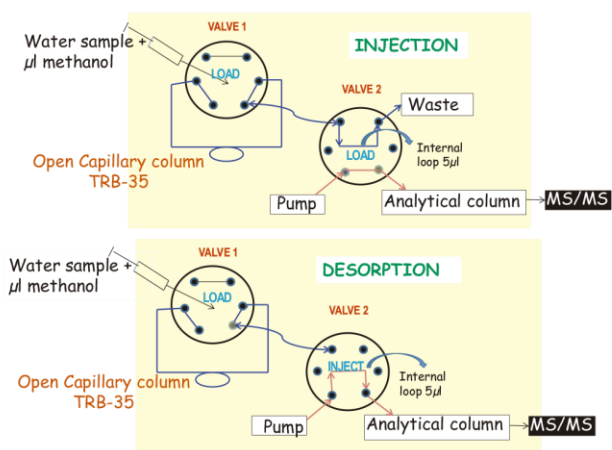 VALVE 1
INJECTION
Water sample +
µl methanol
LOAD
VALVE 2
Waste
Open Capillary column
TRB-35
LOAD
Internal
loop 5µl
Pump
Analytical column
MS/MS
VALVE 1
DESORPTION
Water sample +
µl methanol
LOAD
VALVE 2
Open Capillary column
TRB-35
INJECT
Internal
loop 5µl
Pump
Analytical column
MS/MS